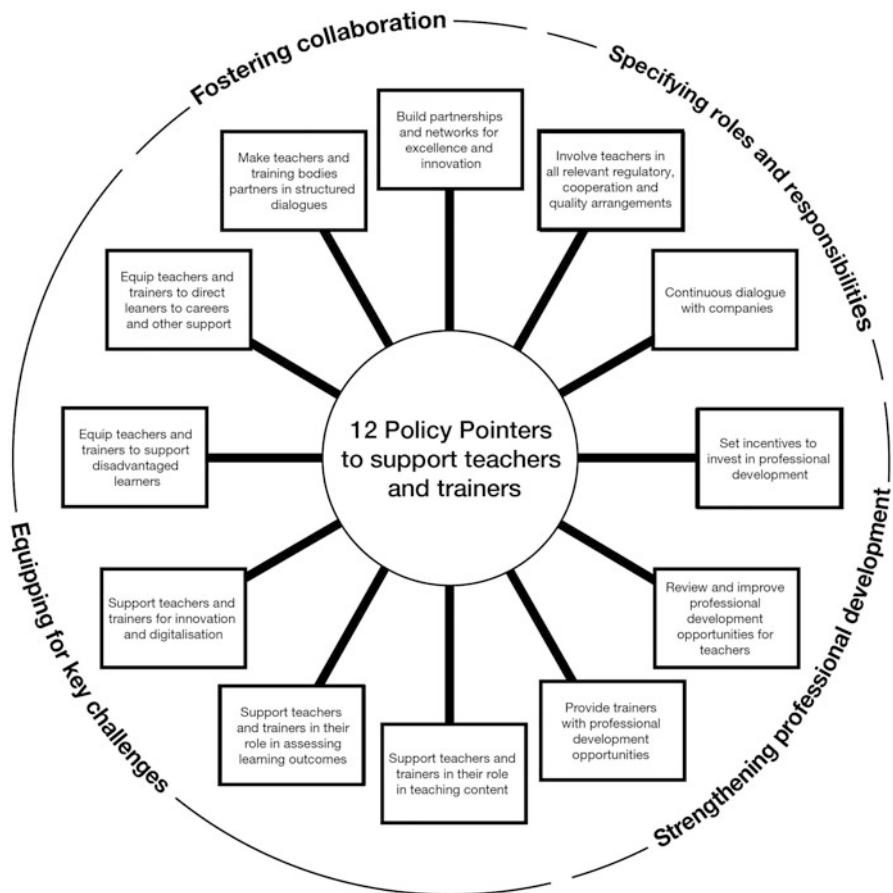 Fostering collaboration
Specifying roles and responsibilities
Build partnerships
and networks for
excellence and
innovation
Involve teachers in
all relevant regulatory,
cooperation and
quality arrangements
Continuous dialogue
with companies
Set incentives to
invest in professional
development
Review and improve
professional
development
opportunities for
teachers
Provide trainers
with professional
development
opportunities
Support teachers and
trainers in their role
in teaching content
Support teachers
and trainers in their
role in assessing
learning outcomes
Support teachers and
trainers for innovation
and digitalisation
Equip teachers and
trainers to support
disadvantaged
learners
Equip teachers and
trainers to direct
leaners to careers
and other support
Make teachers and
training bodies
partners in structured
dialogues
12 Policy Pointers
to support teachers
and trainers
Strengthening professional development
Equipping for key challenges